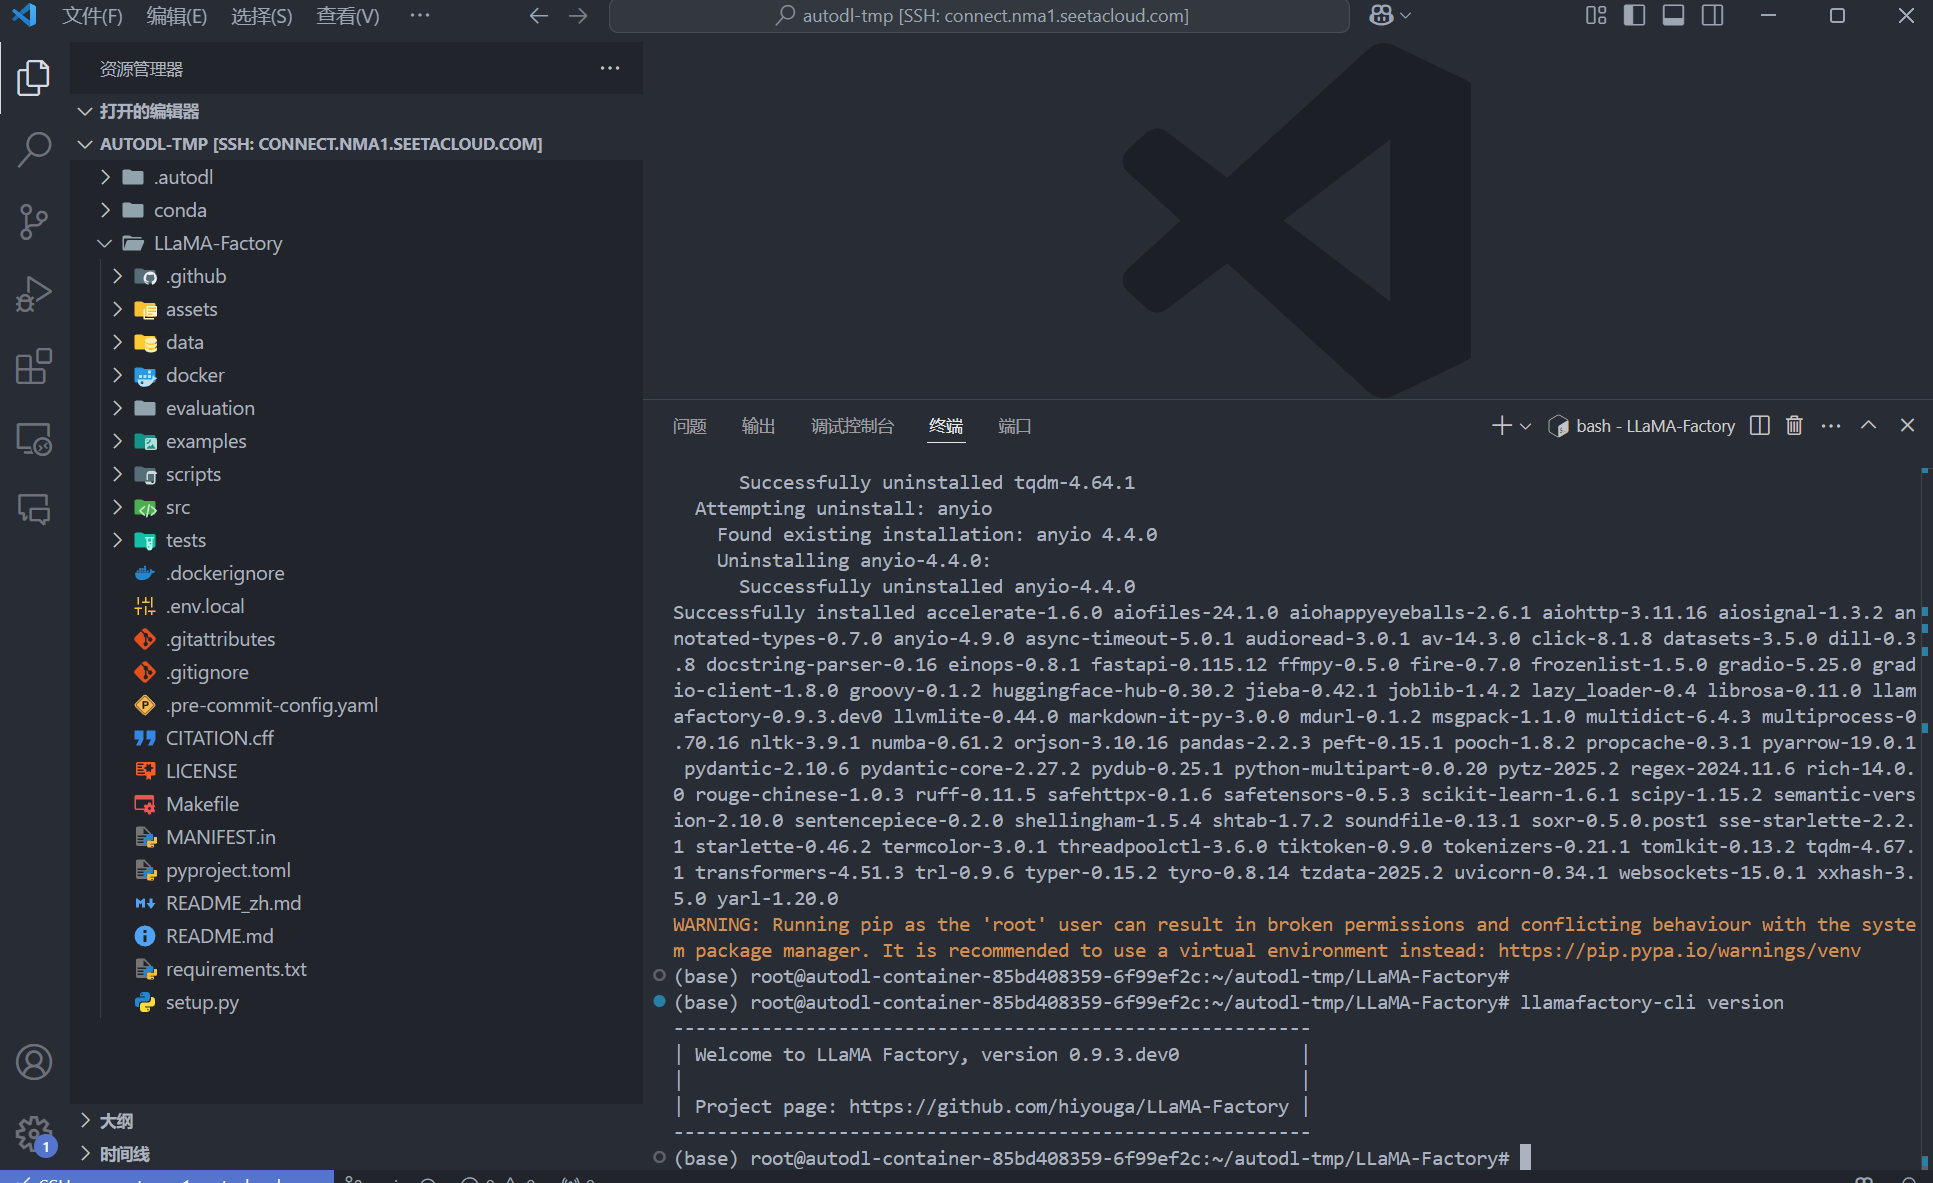 文件(F) 编辑(E) 选择(S) 查看(V) ···
autodl-tmp [SSH: connect.nma1.seetacloud.com]
资源管理器
打开的编辑器
AUTODL-TMP [SSH: CONNECT.NMA1.SEETACLOUD.COM]
.autodl
conda
LLaMA-Factory
.github
assets
data
docker
evaluation
examples
scripts
src
tests
.dockerignore
.env.local
.gitattributes
.gitignore
.pre-commit-config.yaml
CITATION.cff
LICENSE
Makefile
MANIFEST.in
pyproject.toml
README_zh.md
README.md
requirements.txt
setup.py
大纲
时间线
1
问题 输出 调试控制台 终端 端口
bash - LLaMA-Factory
Successfully uninstalled tqdm-4.64.1
Attempting uninstall: anyio
Found existing installation: anyio 4.4.0
Uninstalling anyio-4.4.0:
Successfully uninstalled anyio-4.4.0
Successfully installed accelerate-1.6.0 aiofiles-24.1.0 aiohappyeyeballs-2.6.1 aiohttp-3.11.16 aiosignal-1.3.2 an
notated-types-0.7.0 anyio-4.9.0 async-timeout-5.0.1 audioread-3.0.1 av-14.3.0 click-8.1.8 datasets-3.5.0 dill-0.3
.8 docstring-parser-0.16 einops-0.8.1 fastapi-0.115.12 ffmpy-0.5.0 fire-0.7.0 frozenlist-1.5.0 gradio-5.25.0 grad
io-client-1.8.0 groovy-0.1.2 huggingface-hub-0.30.2 jieba-0.42.1 joblib-1.4.2 lazy_loader-0.4 librosa-0.11.0 llam
afactory-0.9.3.dev0 llvmlite-0.44.0 markdown-it-py-3.0.0 mdurl-0.1.2 msgpack-1.1.0 multidict-6.4.3 multiprocess-0
.70.16 nltk-3.9.1 numba-0.61.2 orjson-3.10.16 pandas-2.2.3 peft-0.15.1 pooch-1.8.2 propcache-0.3.1 pyarrow-19.0.1
pydantic-2.10.6 pydantic-core-2.27.2 pydub-0.25.1 python-multipart-0.0.20 pytz-2025.2 regex-2024.11.6 rich-14.0.
0 rouge-chinese-1.0.3 ruff-0.11.5 safehttpx-0.1.6 safetensors-0.5.3 scikit-learn-1.6.1 scipy-1.15.2 semantic-vers
ion-2.10.0 sentencepiece-0.2.0 shellingham-1.5.4 shtab-1.7.2 soundfile-0.13.1 soxr-0.5.0.post1 sse-starlette-2.2.
1 starlette-0.46.2 termcolor-3.0.1 threadpoolctl-3.6.0 tiktoken-0.9.0 tokenizers-0.21.1 tomlkit-0.13.2 tqdm-4.67.
1 transformers-4.51.3 trl-0.9.6 typer-0.15.2 tyro-0.8.14 tzdata-2025.2 uvicorn-0.34.1 websockets-15.0.1 xxhash-3.
5.0 yarl-1.20.0
WARNING: Running pip as the 'root' user can result in broken permissions and conflicting behaviour with the syste
m package manager. It is recommended to use a virtual environment instead: https://pip.pypa.io/warnings/venv
(base) root@autodl-container-85bd408359-6f99ef2c:~/autodl-tmp/LLaMA-Factory#
(base) root@autodl-container-85bd408359-6f99ef2c:~/autodl-tmp/LLaMA-Factory# llamafactory-cli version
----------------------------------------------------------
| Welcome to LLaMA Factory, version 0.9.3.dev0           |
|                                                        |
| Project page: https://github.com/hiyouga/LLaMA-Factory |
----------------------------------------------------------
(base) root@autodl-container-85bd408359-6f99ef2c:~/autodl-tmp/LLaMA-Factory#